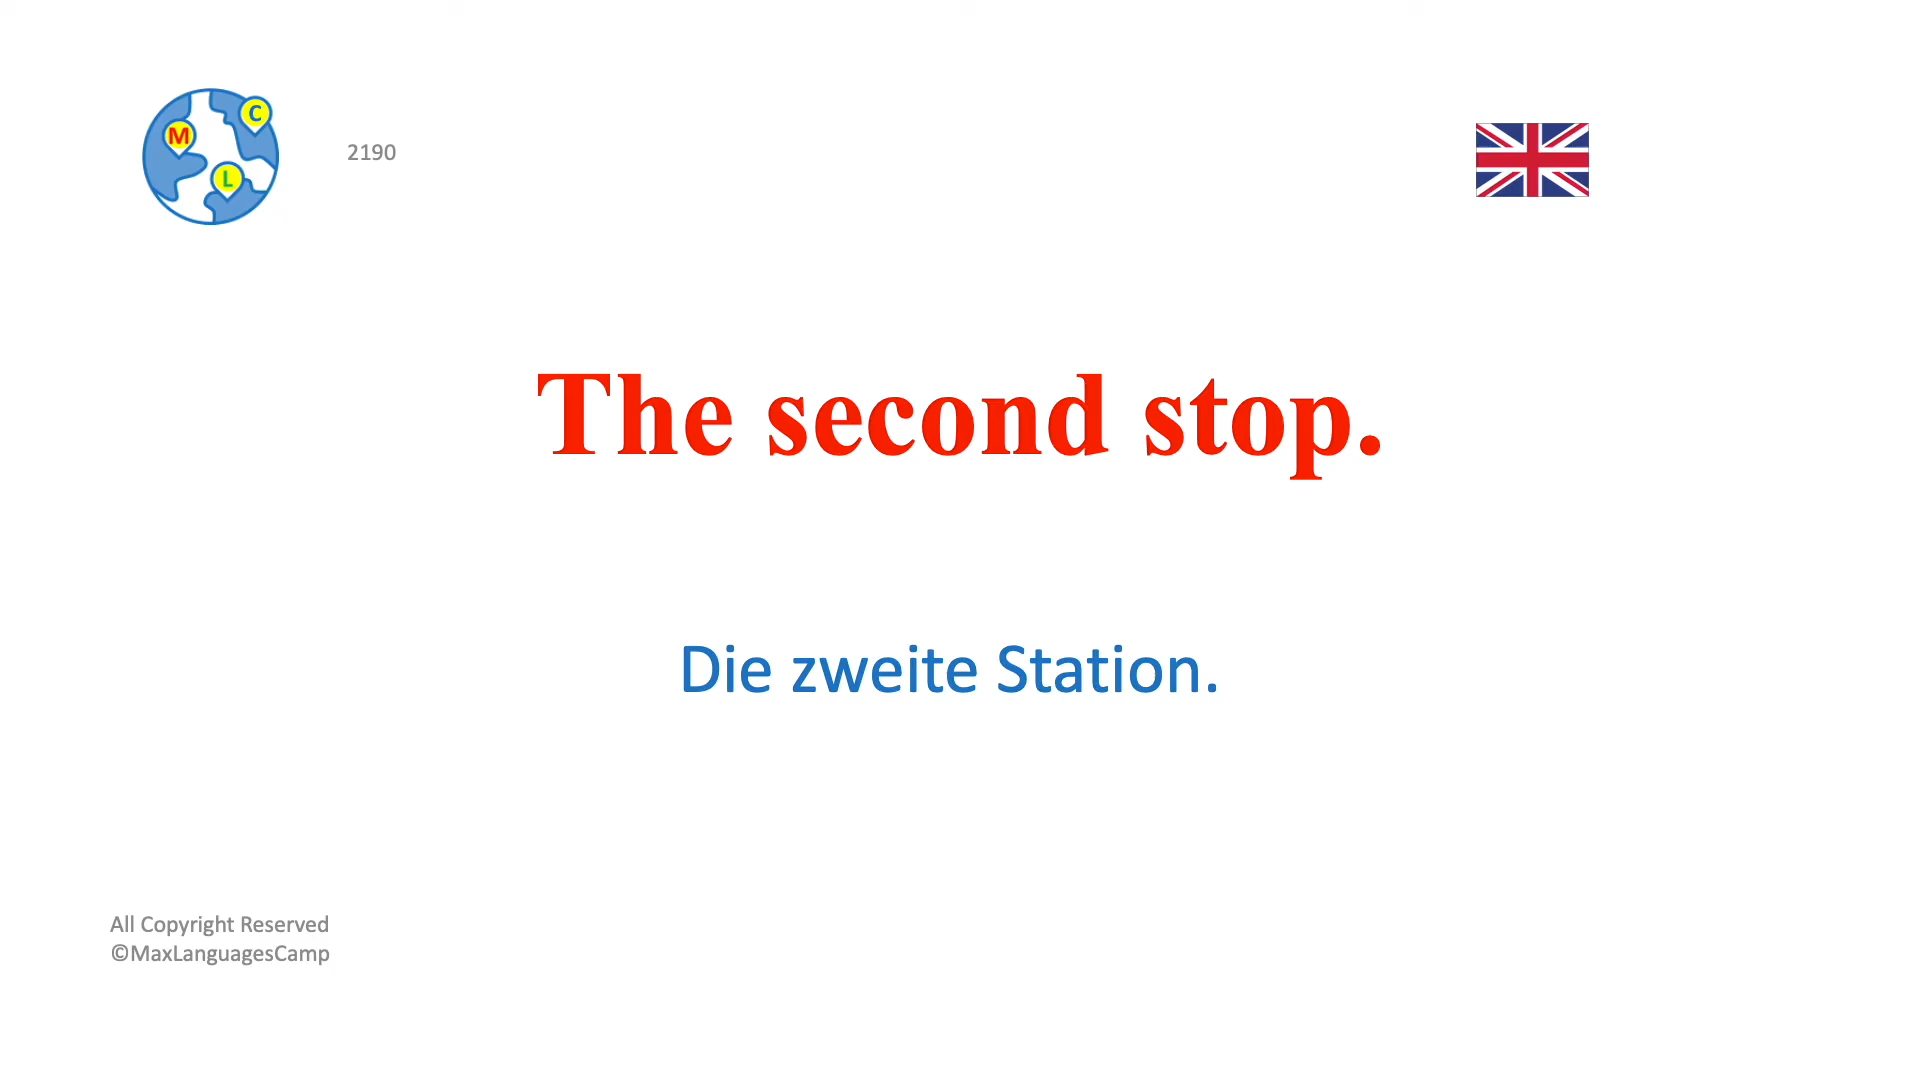 M
C
L
2190
The second stop.
Die zweite Station.
All Copyright Reserved
©MaxLanguagesCamp